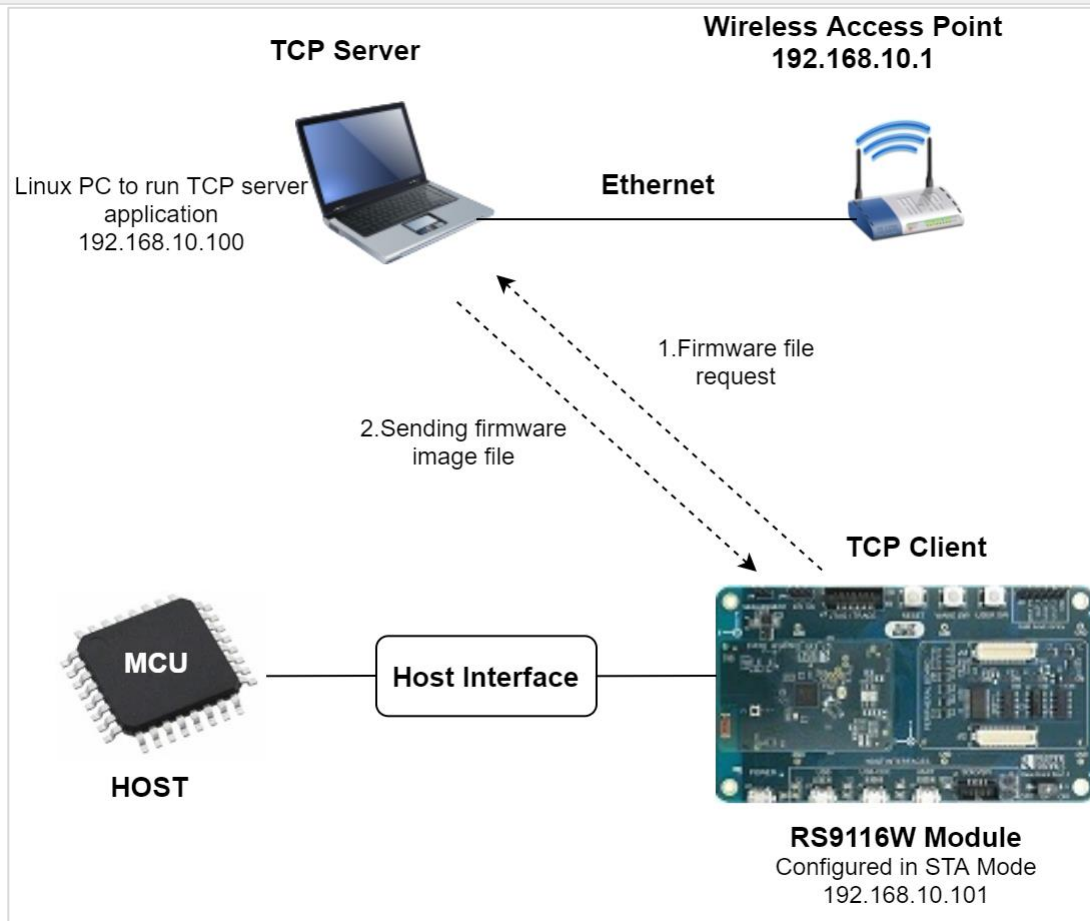 TCP Server
Wireless Access Point
192.168.10.1
Linux PC to run TCP server
application
192.168.10.100
Ethernet
1.Firmware file
request
2.Sending firmware
image file
TCP Client
MCU
Host Interface
HOST
RESET
POWER
RS9116W Module
Configured in STA Mode
192.168.10.101